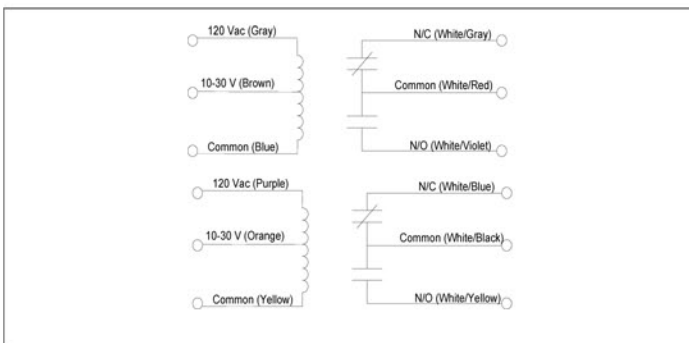 120 Vac (Gray)
N/C (White/Gray)
10-30 V (Brown)
Common (White/Red)
Common (Blue)
N/O (White/Violet)
120 Vac (Purple)
N/C (White/Blue)
10-30 V (Orange)
Common (White/Black)
Common (Yellow)
N/O (White/Yellow)